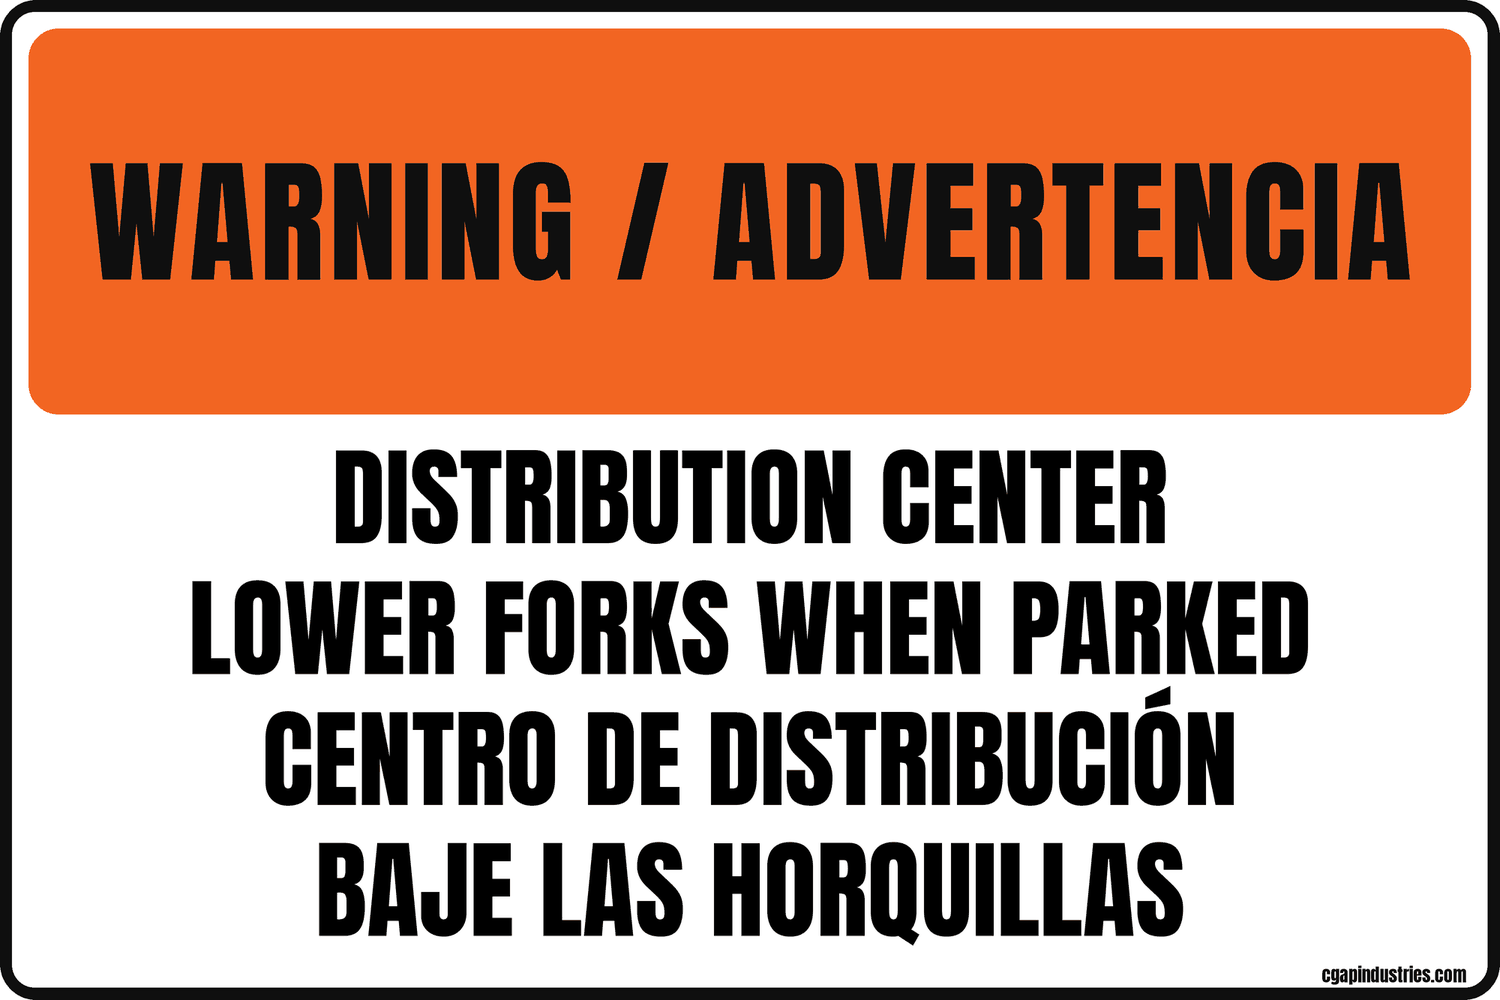 WARNING / ADVERTENCIA
DISTRIBUTION CENTER
LOWER FORKS WHEN PARKED
CENTRO DE DISTRIBUCIÓN
BAJE LAS HORQUILLAS
cgapindustries.com